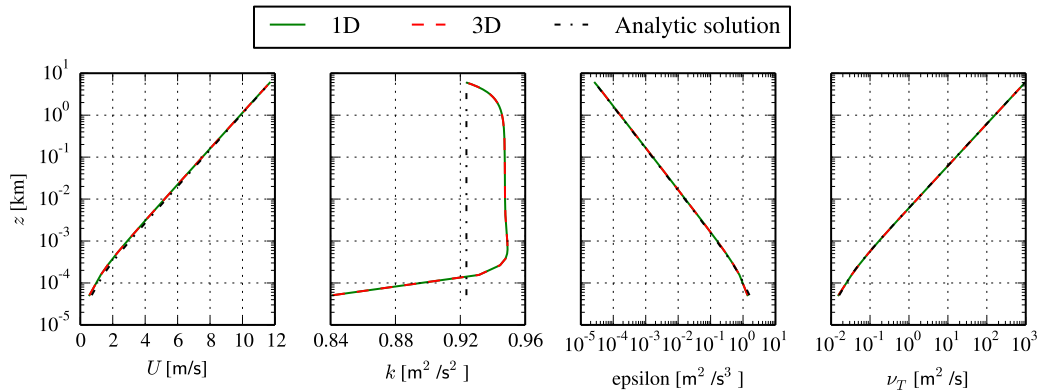 1D 3D Analytic solution
z [km]
10^1
10^0
10^-1
10^-2
10^-3
10^-4
10^-5
0 2 4 6 8 10 12
U [m/s]
0.84 0.88 0.92 0.96
k [m^2 /s^2 ]
10^-5 10^-4 10^-3 10^-2 10^-1 10^0 10^1
epsilon [m^2 /s^3 ]
10^-2 10^-1 10^0 10^1 10^2 10^3
ν_T [m^2 /s]